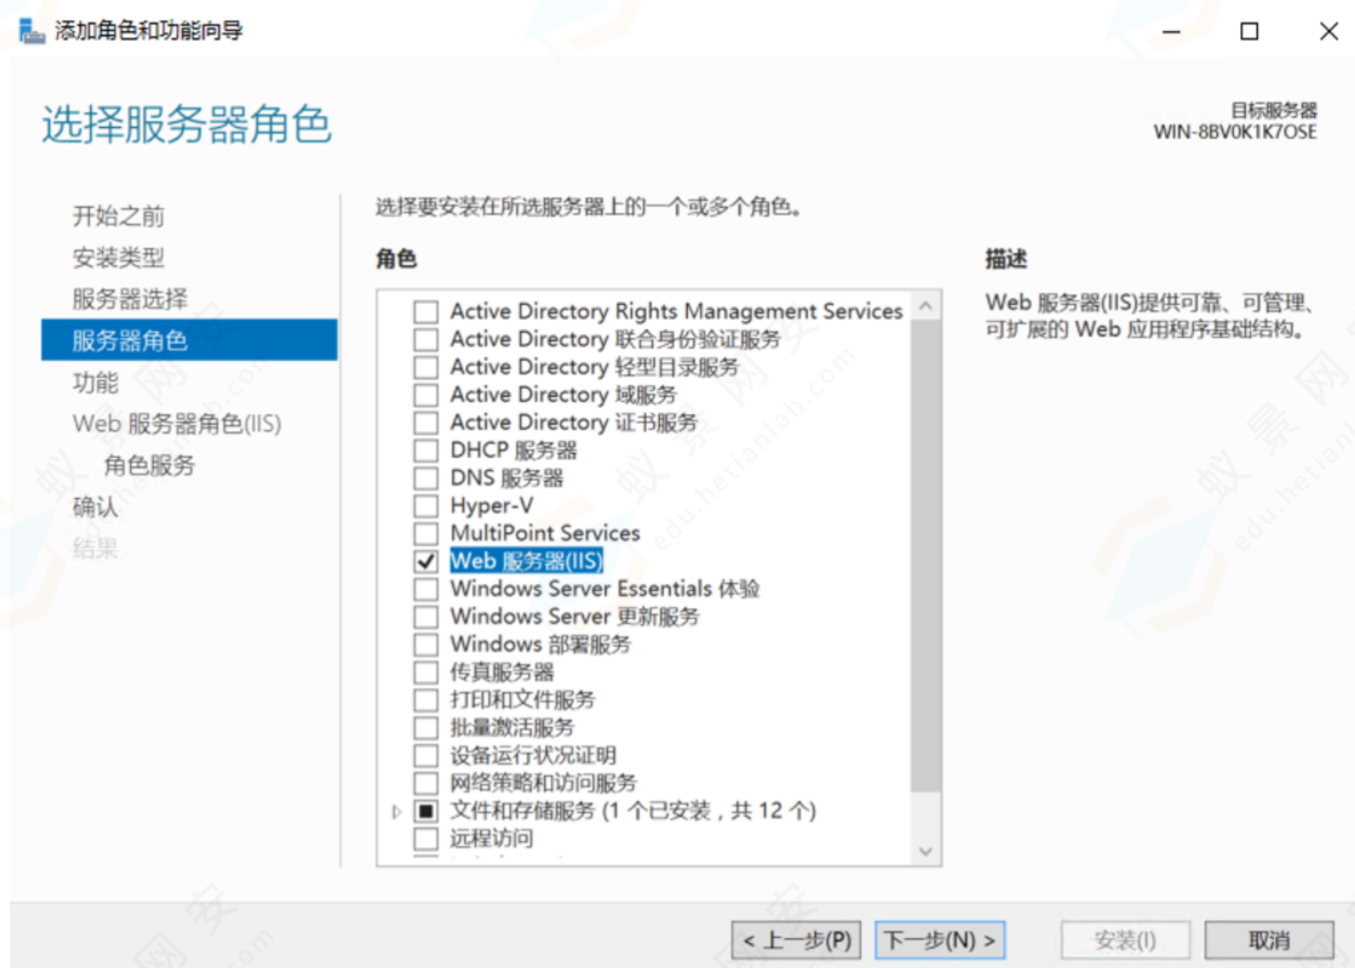 添加角色和功能向导
选择服务器角色
目标服务器
WIN-8BV0K1K7OSE
开始之前
安装类型
服务器选择
服务器角色
功能
Web 服务器角色(IIS)
角色服务
确认
结果
选择要安装在所选服务器上的一个或多个角色。
角色
Active Directory Rights Management Services
Active Directory 联合身份验证服务
Active Directory 轻型目录服务
Active Directory 域服务
Active Directory 证书服务
DHCP 服务器
DNS 服务器
Hyper-V
MultiPoint Services
Web 服务器(IIS)
Windows Server Essentials 体验
Windows Server 更新服务
Windows 部署服务
传真服务器
打印和文件服务
批量激活服务
设备运行状况证明
网络策略和访问服务
文件和存储服务 (1 个已安装，共 12 个)
远程访问
描述
Web 服务器(IIS)提供可靠、可管理、
可扩展的 Web 应用程序基础结构。
< 上一步(P)
下一步(N) >
安装(I)
取消
蚁景网安
edu.hetianlab.com